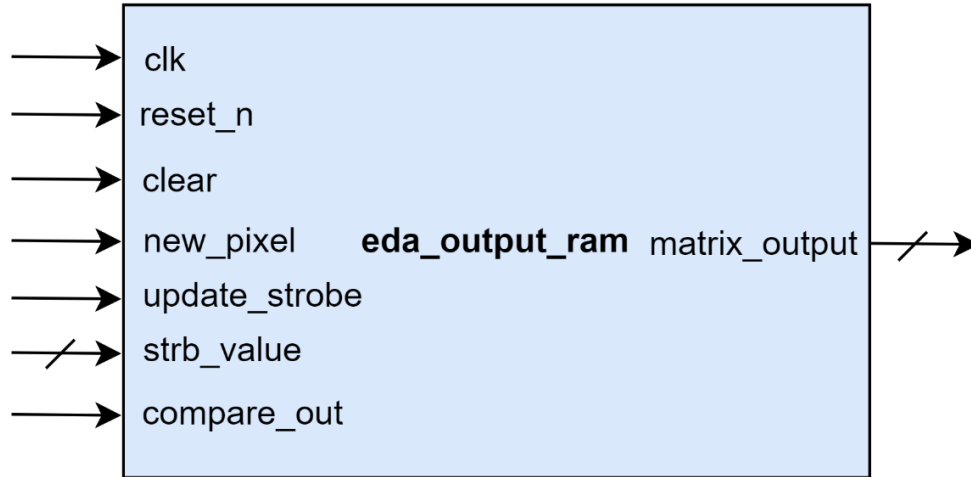 clk
reset_n
clear
new_pixel eda_output_ram matrix_output
update_strobe
strb_value
compare_out